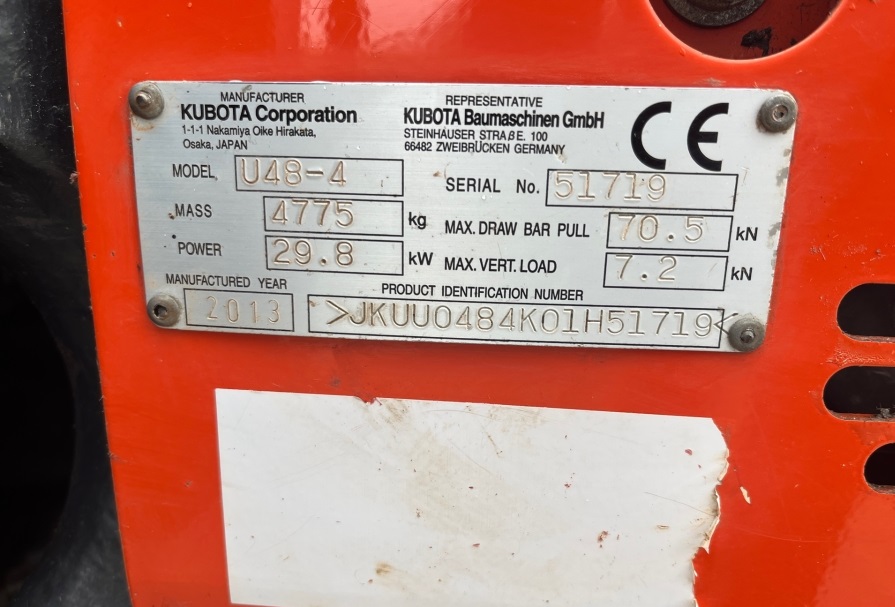 MANUFACTURER
KUBOTA Corporation
1-1-1 Nakamiya Oike Hirakata,
Osaka, JAPAN
REPRESENTATIVE
KUBOTA Baumaschinen GmbH
STEINHÄUSER STRAßE. 100
66482 ZWEIBRÜCKEN GERMANY
CE
MODEL U48-4
SERIAL No. 51719
MASS 4775 kg
MAX. DRAW BAR PULL 70.5 kN
POWER 29.8 kW
MAX. VERT. LOAD 7.2 kN
MANUFACTURED YEAR
2013
PRODUCT IDENTIFICATION NUMBER
>JKUU0484K01H51719<